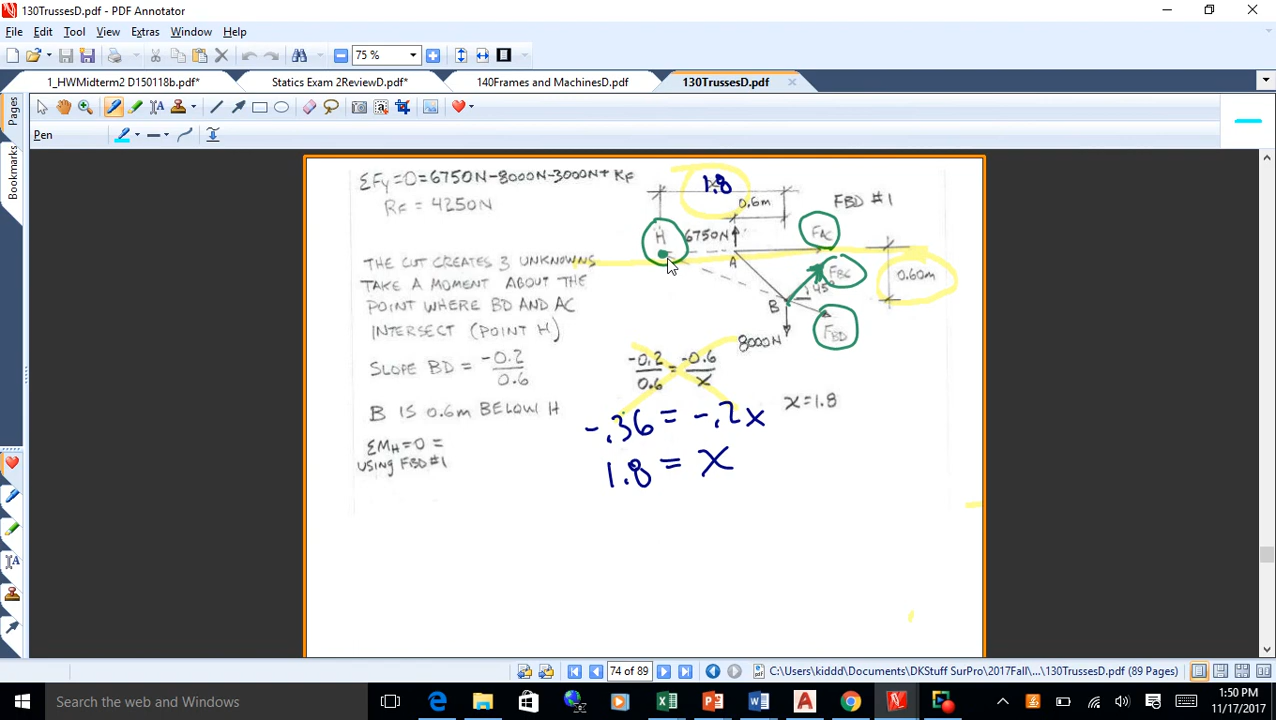 130TrussesD.pdf - PDF Annotator
File Edit Tool View Extras Window Help
75 %
1_HWMidterm2 D150118b.pdf* Statics Exam 2ReviewD.pdf* 140Frames and MachinesD.pdf 130TrussesD.pdf
Pen
Pages
Bookmarks
ΣFy=0=6750N-8000N-3000N+RF
RF = 4250N
1.8
0.6m
FBD #1
H
6750N
A
FAC
FBC
45°
0.60m
B
FBD
8000N
THE CUT CREATES 3 UNKNOWNS
TAKE A MOMENT ABOUT THE
POINT WHERE BD AND AC
INTERSECT (POINT H)
SLOPE BD = -0.2/0.6
-0.2/0.6 = -0.6/x
x=1.8
B IS 0.6m BELOW H
-.36 = -.2x
1.8 = x
ΣMH=0=
USING FBD#1
74 of 89
C:\Users\kiddd\Documents\DKStuff SurPro\2017Fall\...\130TrussesD.pdf (89 Pages)
Search the web and Windows
1:50 PM
11/17/2017